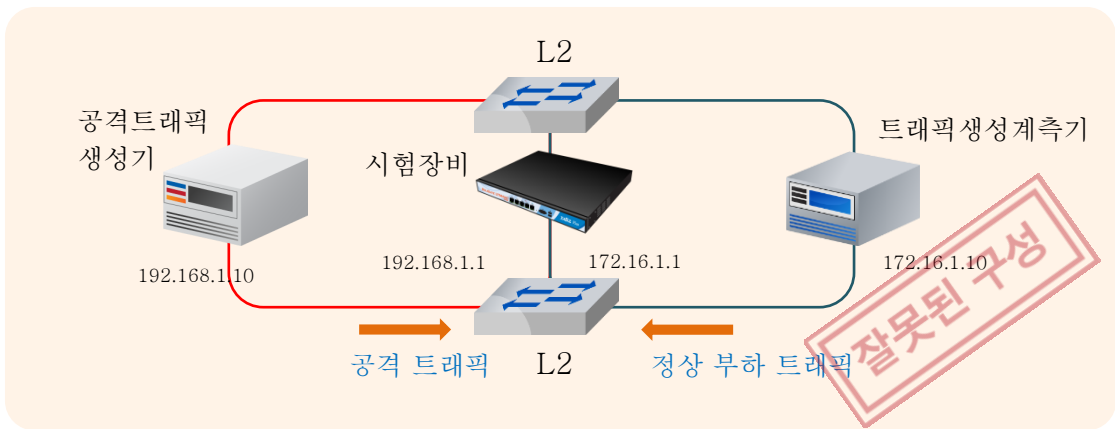 L2
공격트래픽
생성기
시험장비
트래픽생성계측기
192.168.1.10
192.168.1.1
172.16.1.1
172.16.1.10
잘못된 구성
공격 트래픽
L2
정상 부하 트래픽